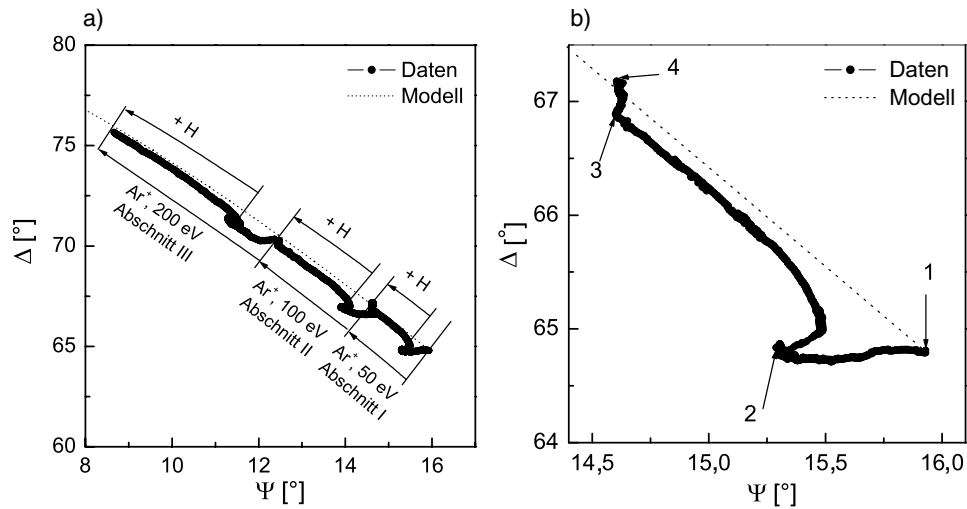 a)
80
75
70
65
60
Δ [°]
8
10
12
14
16
Ψ [°]
Daten
Modell
+ H
+ H
+ H
Ar⁺, 200 eV
Abschnitt III
Ar⁺, 100 eV
Abschnitt II
Ar⁺, 50 eV
Abschnitt I
b)
67
66
65
64
Δ [°]
14,5
15,0
15,5
16,0
Ψ [°]
Daten
Modell
4
3
1
2